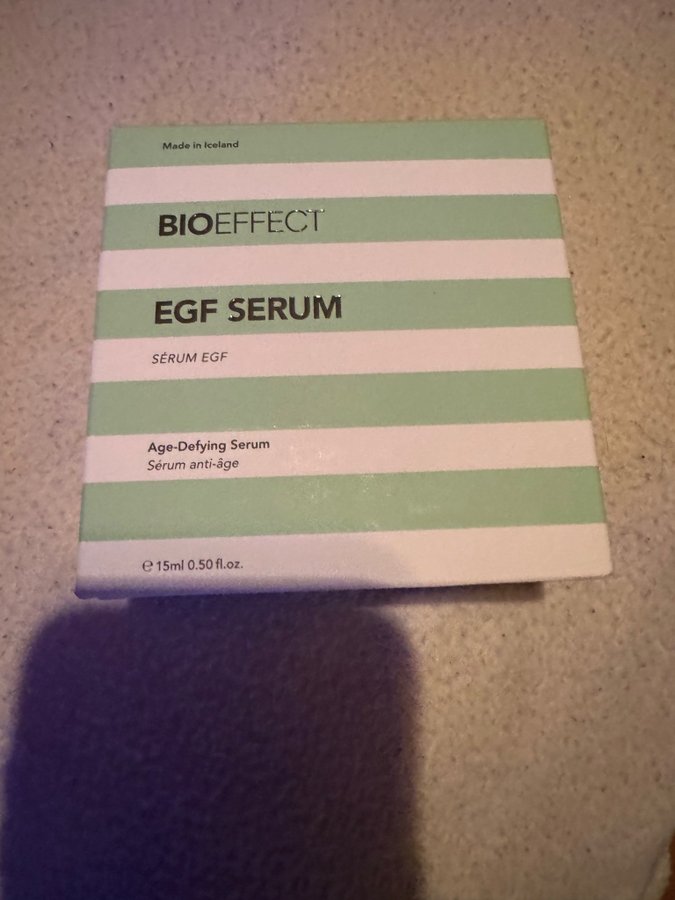 Made in Iceland
BIOEFFECT
EGF SERUM
SÉRUM EGF
Age-Defying Serum
Sérum anti-âge
℮ 15ml 0.50 fl.oz.